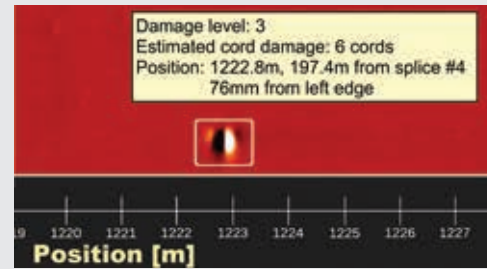 Damage level: 3
Estimated cord damage: 6 cords
Position: 1222.8m, 197.4m from splice #4
76mm from left edge
19 1220 1221 1222 1223 1224 1225 1226 1227
Position [m]